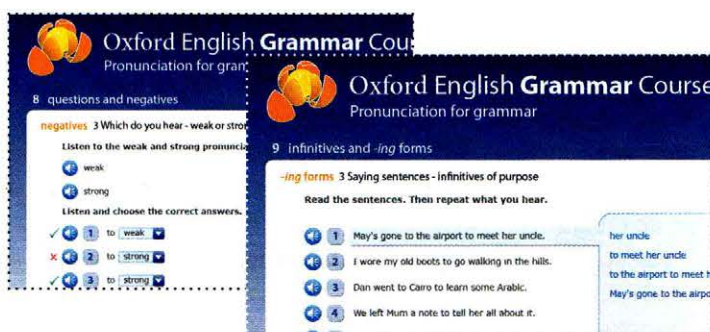 Oxford English Grammar Cou
Pronunciation for gram
8 questions and negatives
negatives 3 Which do you hear - weak or stron
Listen to the weak and strong pronuncia
weak
strong
Listen and choose the correct answers.
1 to weak
2 to strong
3 to strong
Oxford English Grammar Course
Pronunciation for grammar
9 infinitives and -ing forms
-ing forms 3 Saying sentences - infinitives of purpose
Read the sentences. Then repeat what you hear.
1 May's gone to the airport to meet her uncle.
2 I wore my old boots to go walking in the hills.
3 Dan went to Cairo to learn some Arabic.
4 We left Mum a note to tell her all about it.
her uncle
to meet her uncle
to the airport to meet h
May's gone to the airpo